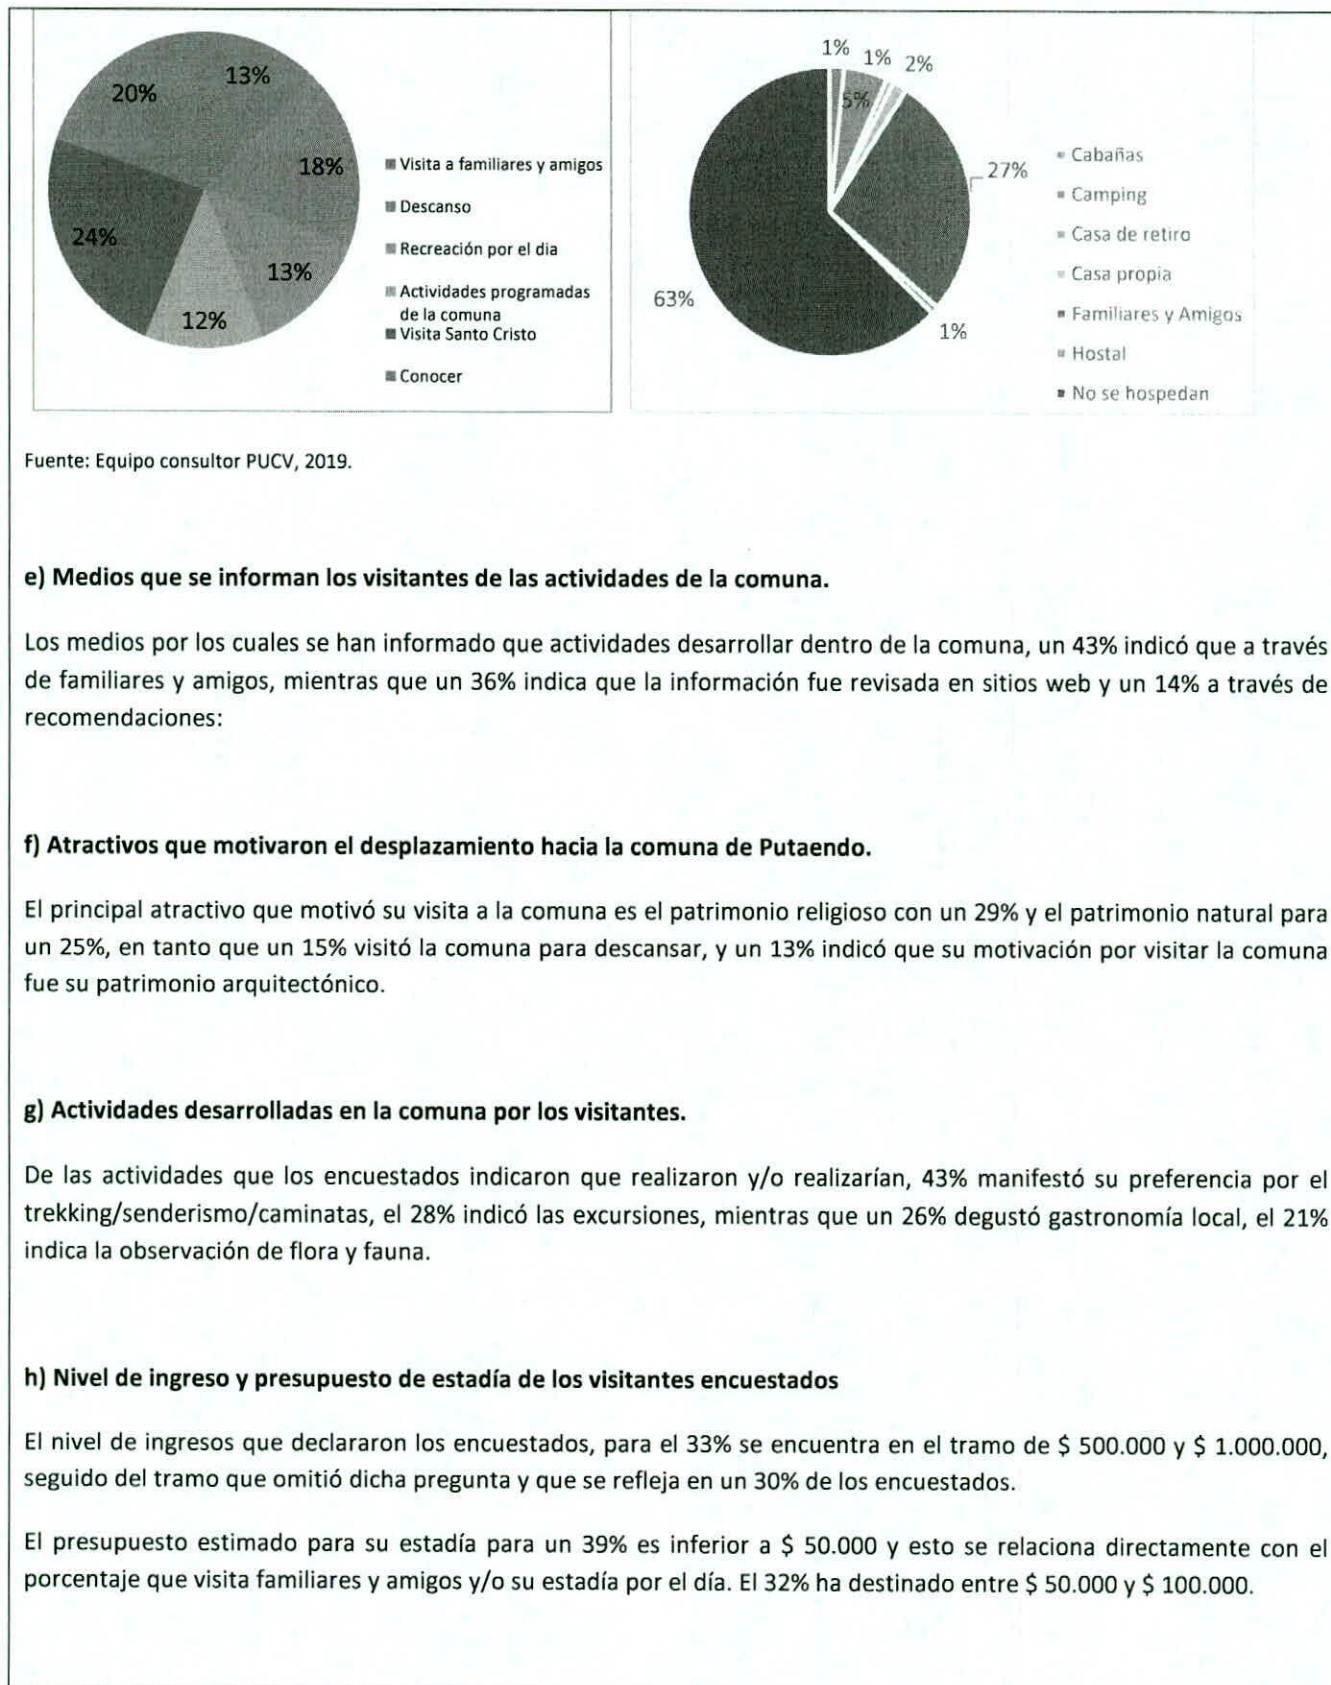 13%
18%
13%
12%
24%
20%
Visita a familiares y amigos
Descanso
Recreación por el dia
Actividades programadas
de la comuna
Visita Santo Cristo
Conocer
1%
5%
1%
2%
27%
1%
63%
Cabañas
Camping
Casa de retiro
Casa propia
Familiares y Amigos
Hostal
No se hospedan
Fuente: Equipo consultor PUCV, 2019.
e) Medios que se informan los visitantes de las actividades de la comuna.
Los medios por los cuales se han informado que actividades desarrollar dentro de la comuna, un 43% indicó que a través
de familiares y amigos, mientras que un 36% indica que la información fue revisada en sitios web y un 14% a través de
recomendaciones:
f) Atractivos que motivaron el desplazamiento hacia la comuna de Putaendo.
El principal atractivo que motivó su visita a la comuna es el patrimonio religioso con un 29% y el patrimonio natural para
un 25%, en tanto que un 15% visitó la comuna para descansar, y un 13% indicó que su motivación por visitar la comuna
fue su patrimonio arquitectónico.
g) Actividades desarrolladas en la comuna por los visitantes.
De las actividades que los encuestados indicaron que realizaron y/o realizarían, 43% manifestó su preferencia por el
trekking/senderismo/caminatas, el 28% indicó las excursiones, mientras que un 26% degustó gastronomía local, el 21%
indica la observación de flora y fauna.
h) Nivel de ingreso y presupuesto de estadía de los visitantes encuestados
El nivel de ingresos que declararon los encuestados, para el 33% se encuentra en el tramo de $ 500.000 y $ 1.000.000,
seguido del tramo que omitió dicha pregunta y que se refleja en un 30% de los encuestados.
El presupuesto estimado para su estadía para un 39% es inferior a $ 50.000 y esto se relaciona directamente con el
porcentaje que visita familiares y amigos y/o su estadía por el día. El 32% ha destinado entre $ 50.000 y $ 100.000.